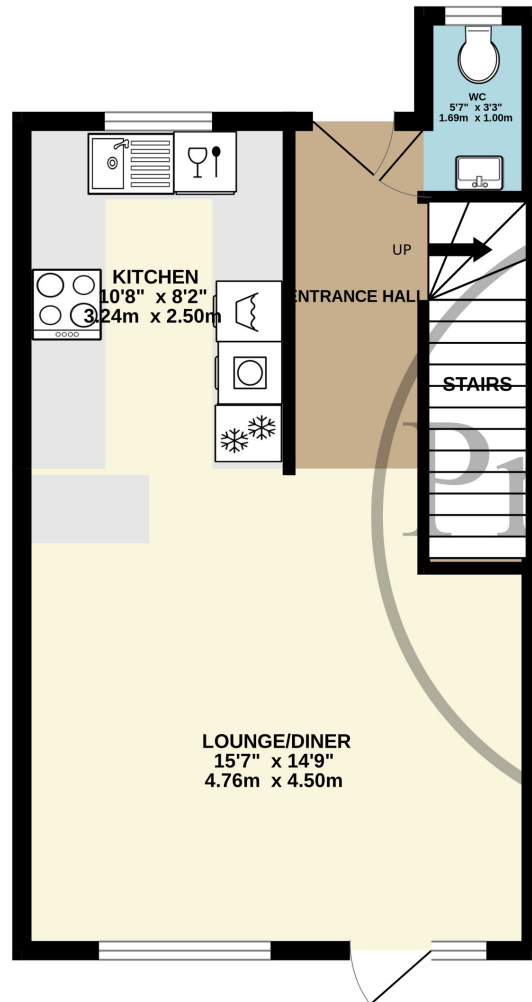 WC
5'7" x 3'3"
1.69m x 1.00m
UP
KITCHEN
10'8" x 8'2"
3.24m x 2.50m
ENTRANCE HALL
STAIRS
Pr
LOUNGE/DINER
15'7" x 14'9"
4.76m x 4.50m